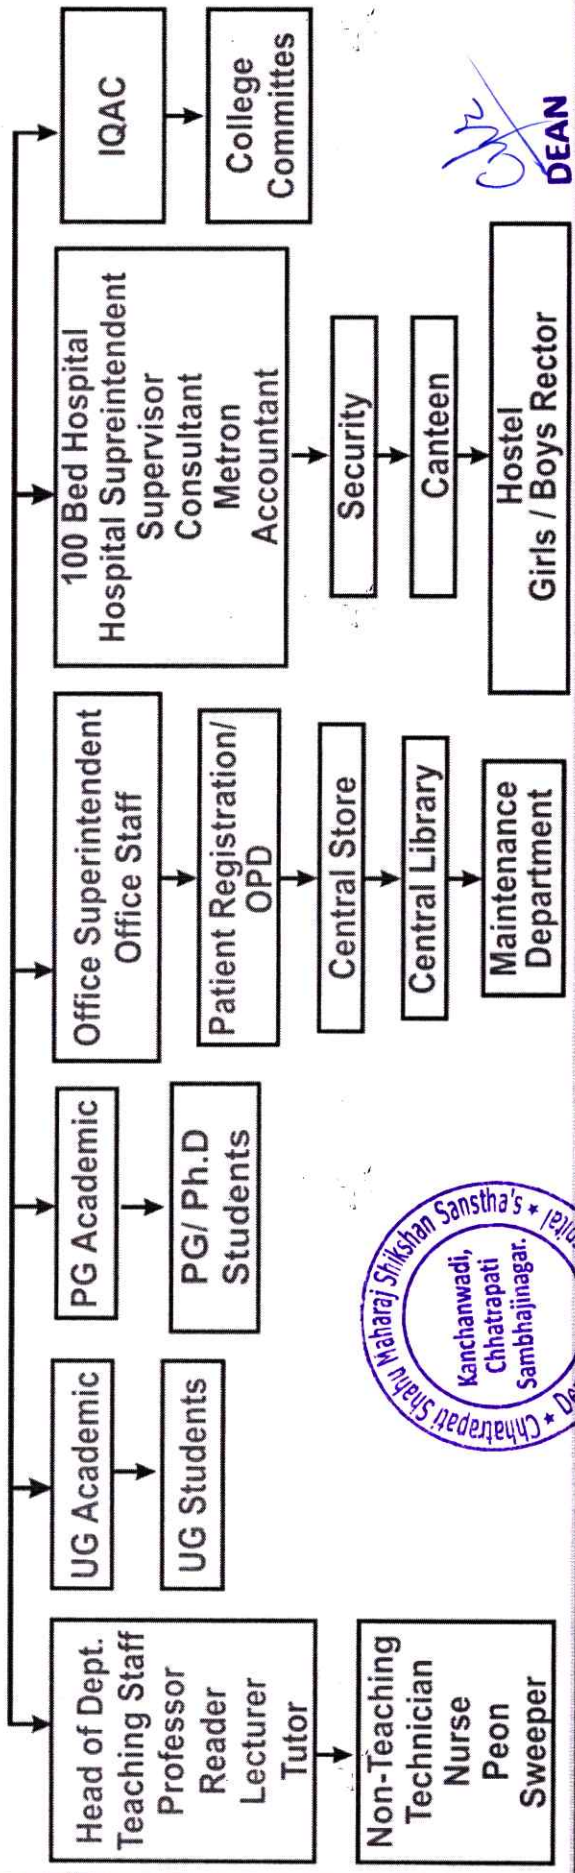 Head of Dept.
Teaching Staff
Professor
Reader
Lecturer
Tutor
Non-Teaching
Technician
Nurse
Peon
Sweeper
UG Academic
UG Students
PG Academic
PG/ Ph.D
Students
Office Superintendent
Office Staff
Patient Registration/
OPD
Central Store
Central Library
Maintenance
Department
100 Bed Hospital
Hospital Supreintendent
Supervisor
Consultant
Metron
Accountant
Security
Canteen
Hostel
Girls / Boys Rector
IQAC
College
Committes
Chhatrapati Shahu Maharaj Shikshan Sanstha's
Kanchanwadi,
Chhatrapati
Sambhajinagar.
DEAN